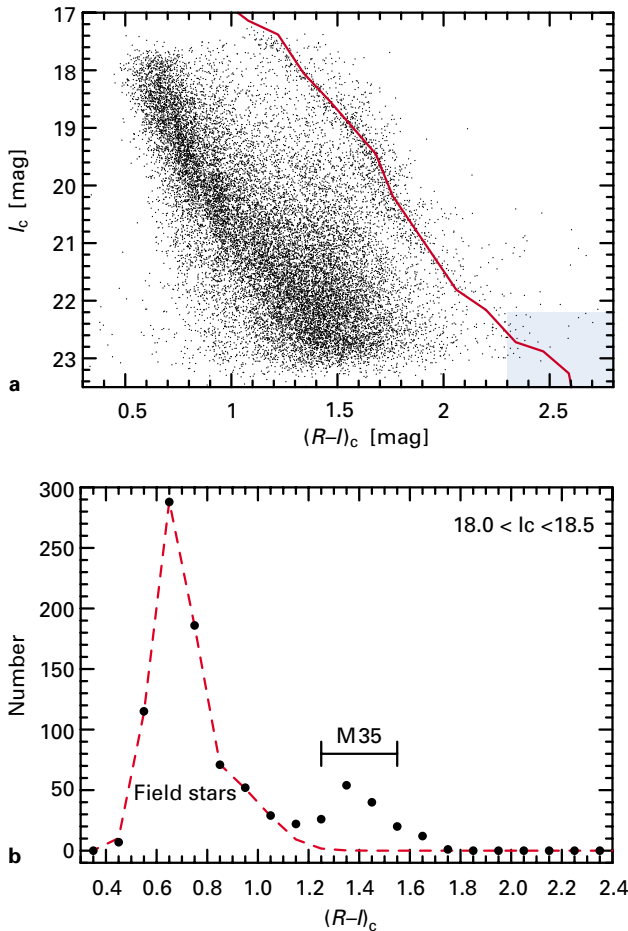 17
18
19
20
21
22
23
I_c [mag]
0.5 1 1.5 2 2.5
(R–I)_c [mag]
a
300
250
200
150
100
50
0
Number
18.0 < Ic <18.5
M35
Field stars
0.4 0.6 0.8 1.0 1.2 1.4 1.6 1.8 2.0 2.2 2.4
(R–I)_c
b